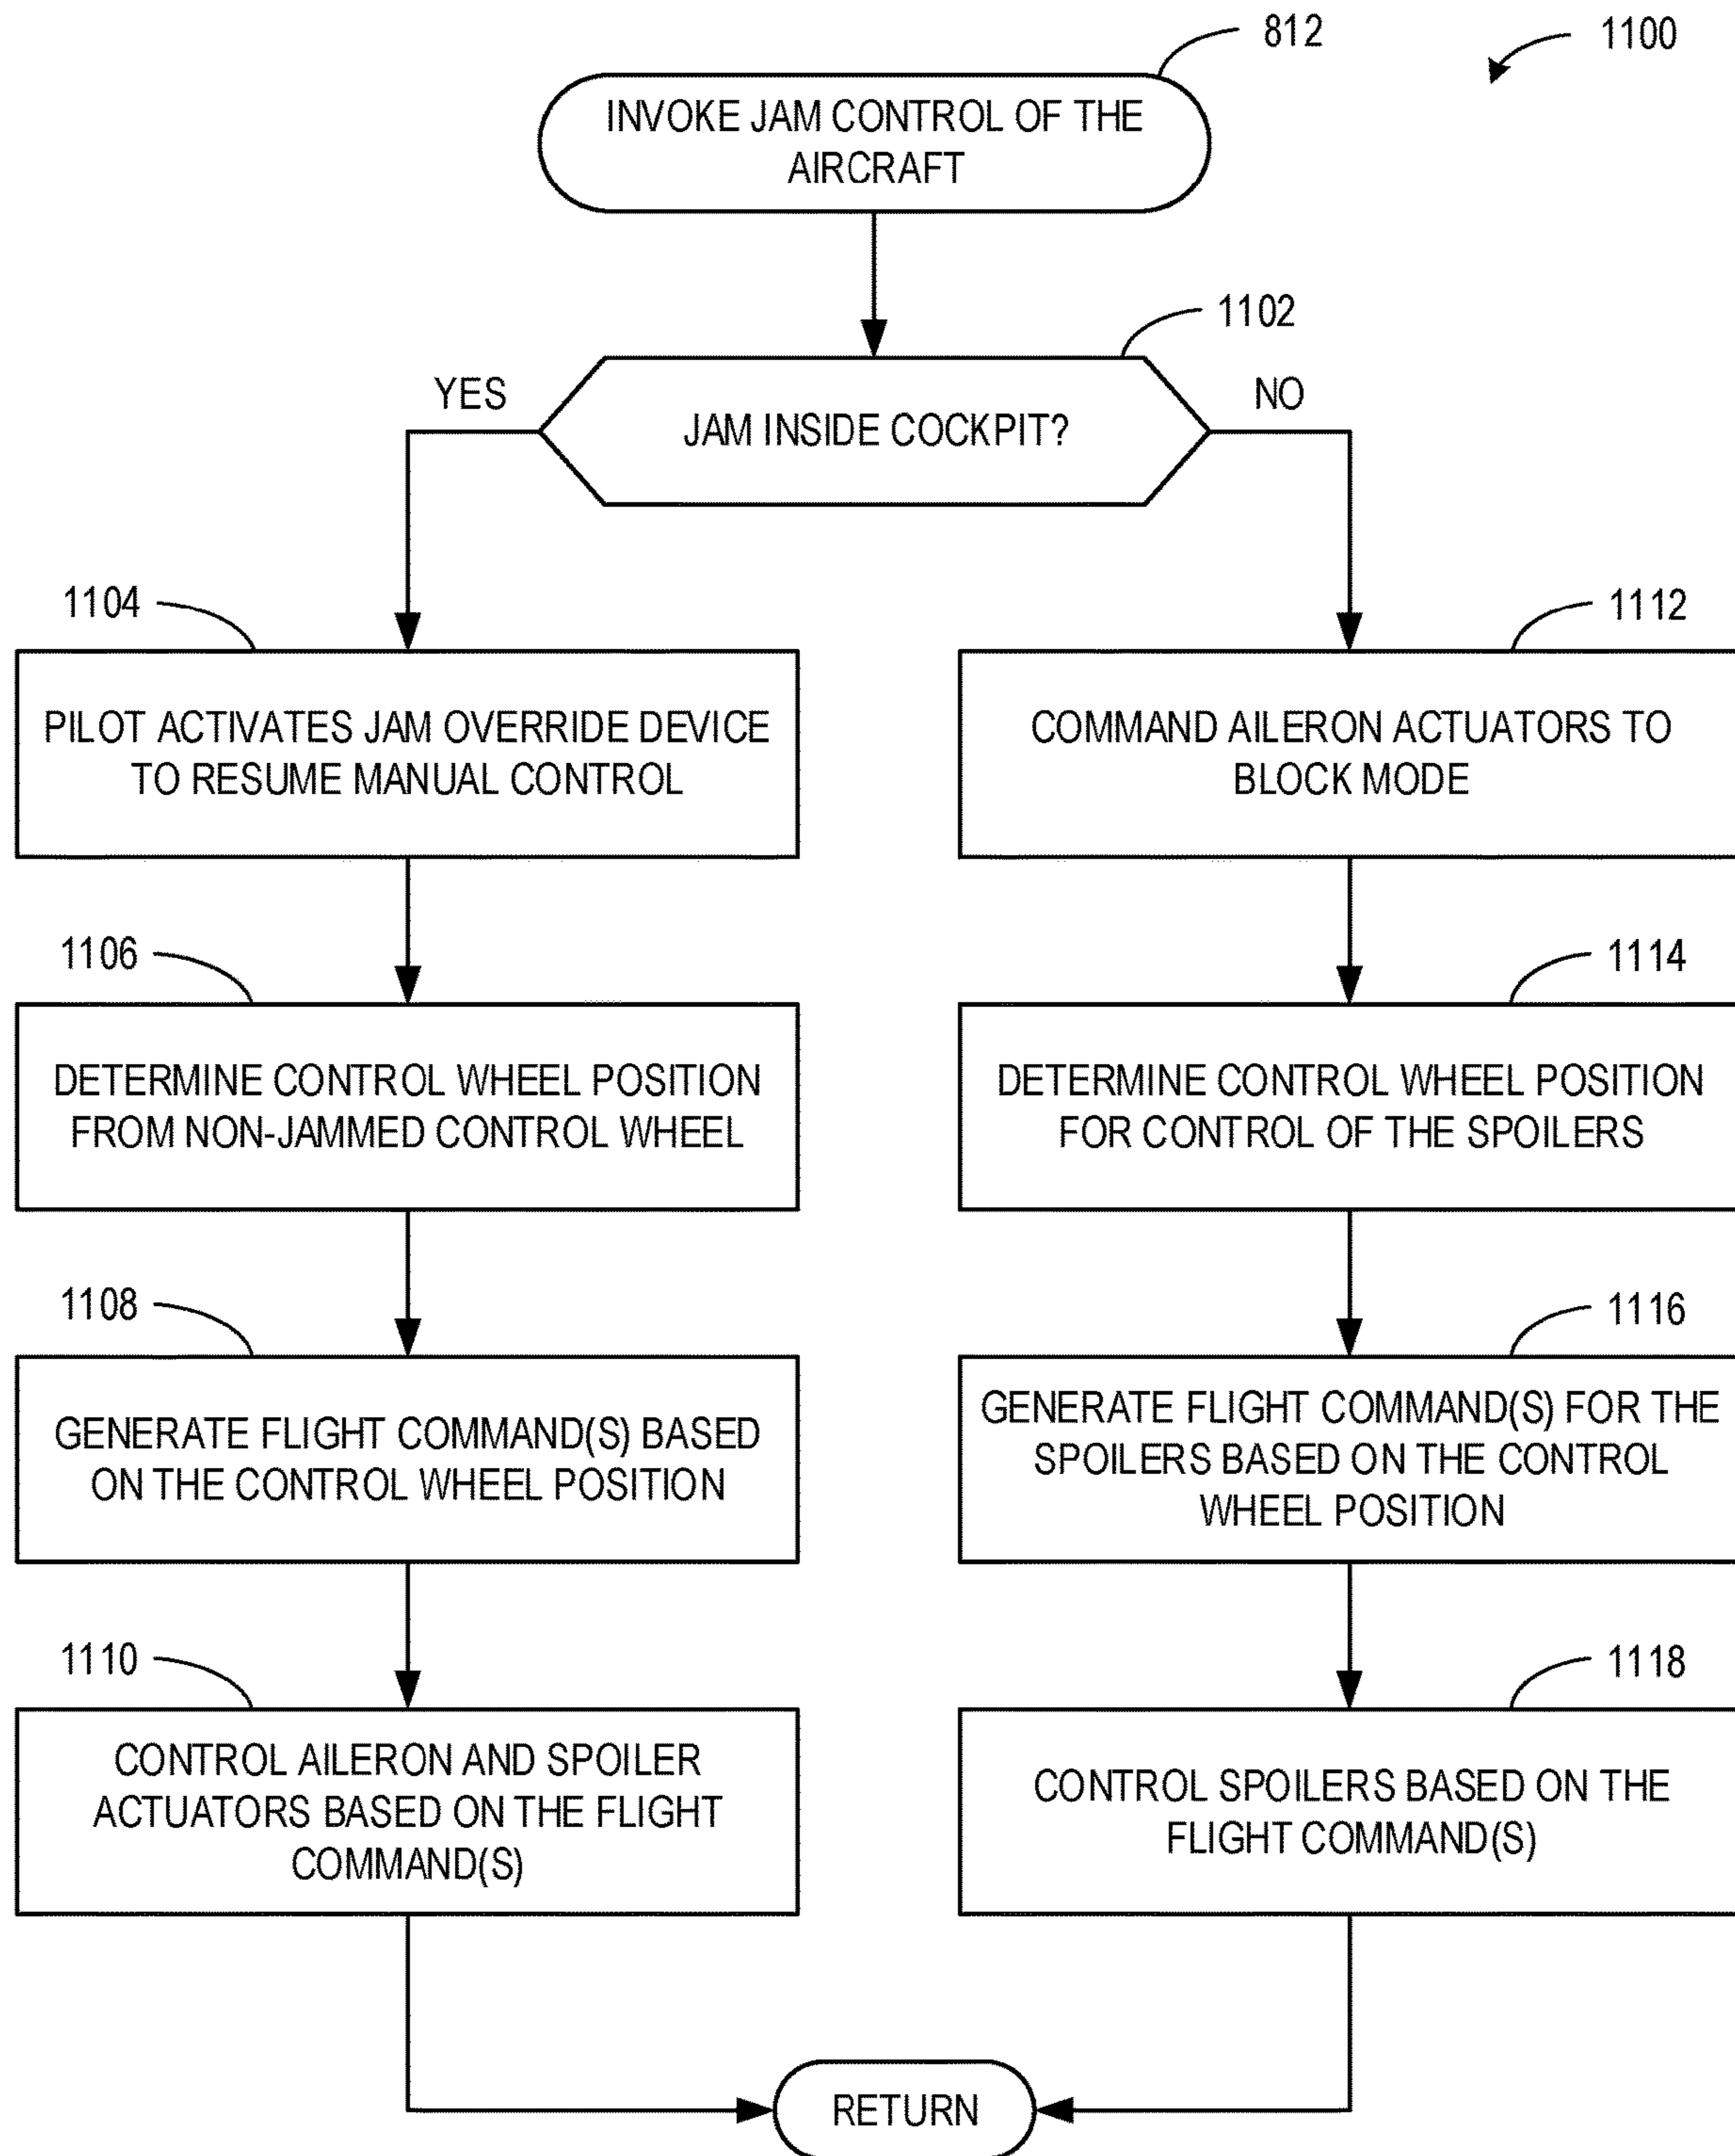 812
1100
INVOKE JAM CONTROL OF THE
AIRCRAFT
1102
YES
NO
JAM INSIDE COCKPIT?
1104
1112
PILOT ACTIVATES JAM OVERRIDE DEVICE
TO RESUME MANUAL CONTROL
COMMAND AILERON ACTUATORS TO
BLOCK MODE
1106
1114
DETERMINE CONTROL WHEEL POSITION
FROM NON-JAMMED CONTROL WHEEL
DETERMINE CONTROL WHEEL POSITION
FOR CONTROL OF THE SPOILERS
1108
1116
GENERATE FLIGHT COMMAND(S) BASED
ON THE CONTROL WHEEL POSITION
GENERATE FLIGHT COMMAND(S) FOR THE
SPOILERS BASED ON THE CONTROL
WHEEL POSITION
1110
1118
CONTROL AILERON AND SPOILER
ACTUATORS BASED ON THE FLIGHT
COMMAND(S)
CONTROL SPOILERS BASED ON THE
FLIGHT COMMAND(S)
RETURN